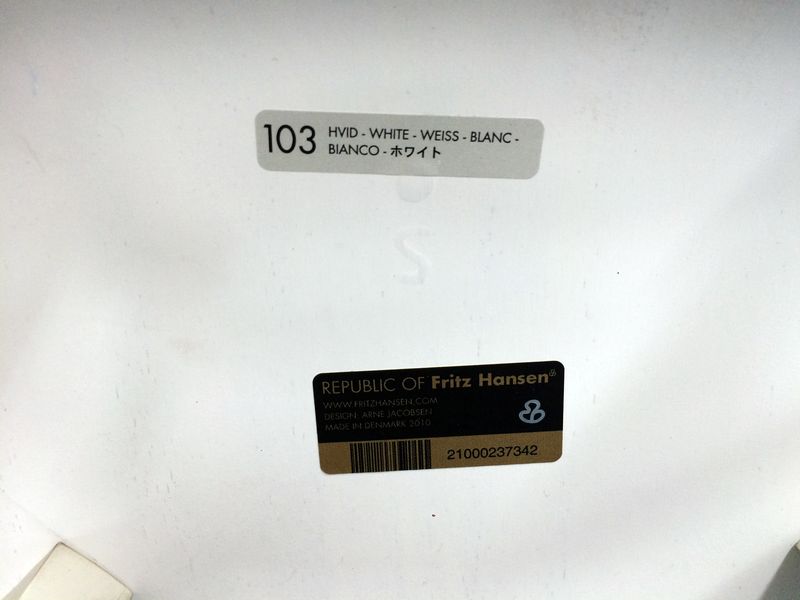 103
HVID - WHITE - WEISS - BLANC -
BIANCO - ホワイト
2
REPUBLIC OF Fritz Hansen
WWW.FRITZHANSEN.COM
DESIGN: ARNE JACOBSEN
MADE IN DENMARK 2010
21000237342